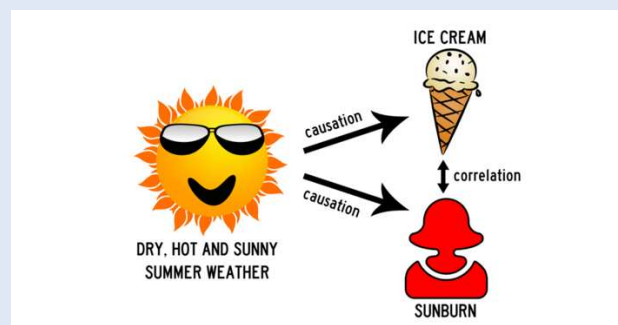 ICE CREAM
causation
correlation
causation
DRY, HOT AND SUNNY
SUMMER WEATHER
SUNBURN